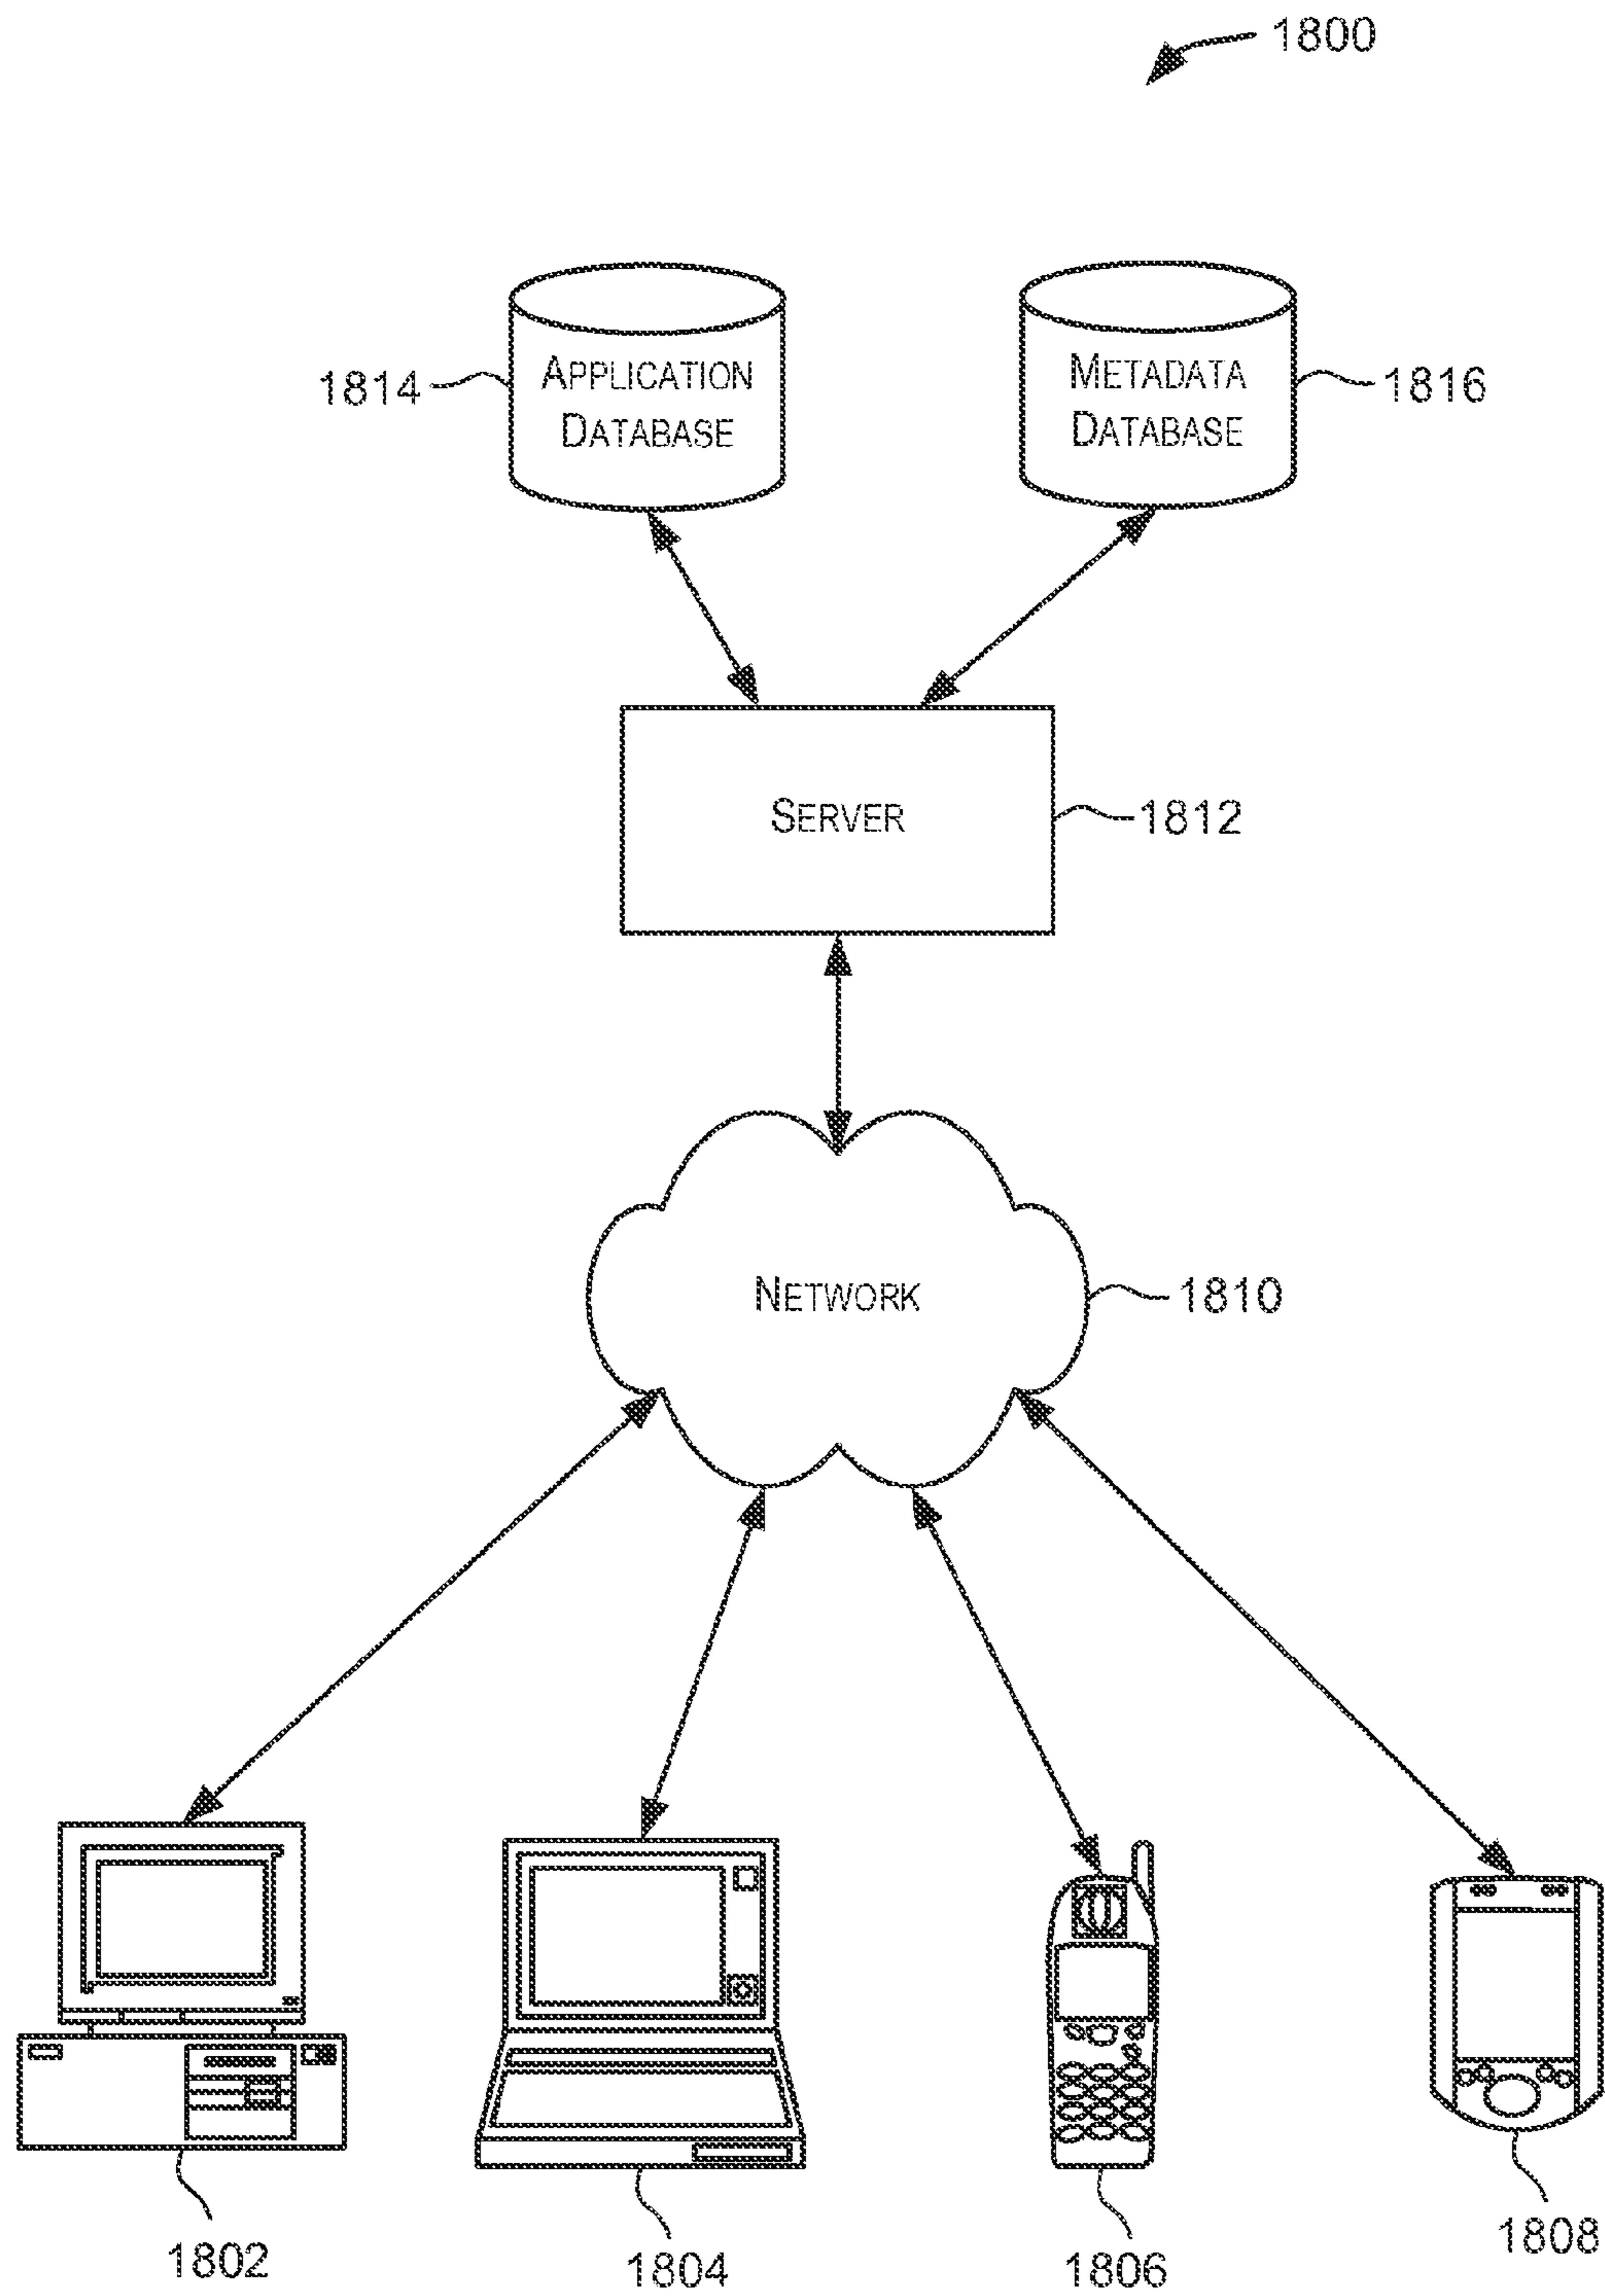 1800
APPLICATION
DATABASE
1814
METADATA
DATABASE
1816
SERVER
1812
NETWORK
1810
1802
1804
1806
1808